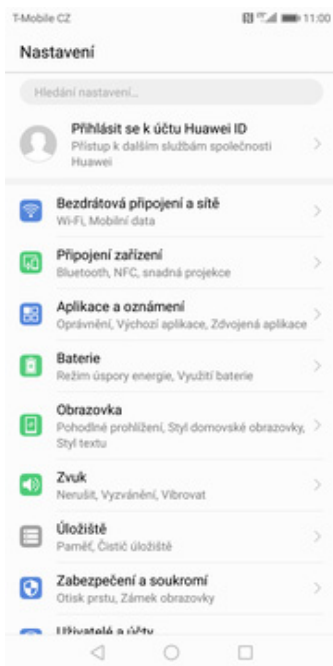 T-Mobile CZ 11:00
Nastavení
Hledání nastavení...
Přihlásit se k účtu Huawei ID
Přístup k dalším službám společnosti
Huawei
Bezdrátová připojení a sítě
Wi-Fi, Mobilní data
Připojení zařízení
Bluetooth, NFC, snadná projekce
Aplikace a oznámení
Oprávnění, Výchozí aplikace, Zdvojená aplikace
Baterie
Režim úspory energie, Využití baterie
Obrazovka
Pohodlné prohlížení, Styl domovské obrazovky,
Styl textu
Zvuk
Nerušit, Vyzvánění, Vibrovat
Úložiště
Paměť, Čistič úložiště
Zabezpečení a soukromí
Otisk prstu, Zámek obrazovky
Uživatelé a účty